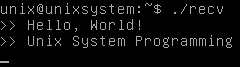 unix@unixsystem:~$ ./recv
>> Hello, World!
>> Unix System Programming